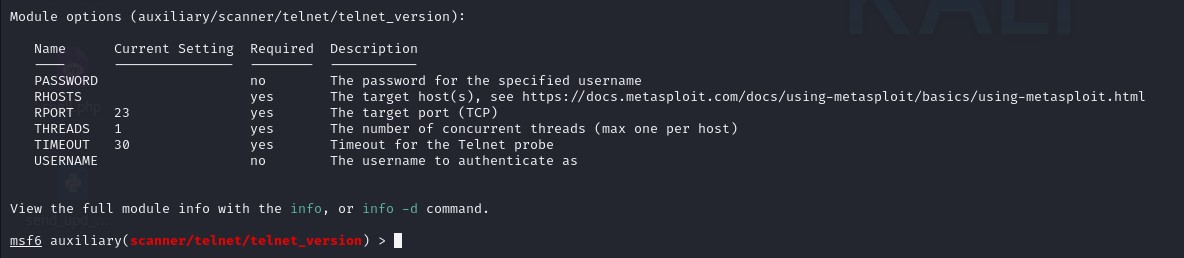 KALI
Module options (auxiliary/scanner/telnet/telnet_version):
Name Current Setting Required Description
PASSWORD no The password for the specified username
RHOSTS yes The target host(s), see https://docs.metasploit.com/docs/using-metasploit/basics/using-metasploit.html
RPORT 23 yes The target port (TCP)
THREADS 1 yes The number of concurrent threads (max one per host)
TIMEOUT 30 yes Timeout for the Telnet probe
USERNAME no The username to authenticate as
View the full module info with the info, or info -d command.
msf6 auxiliary(scanner/telnet/telnet_version) >